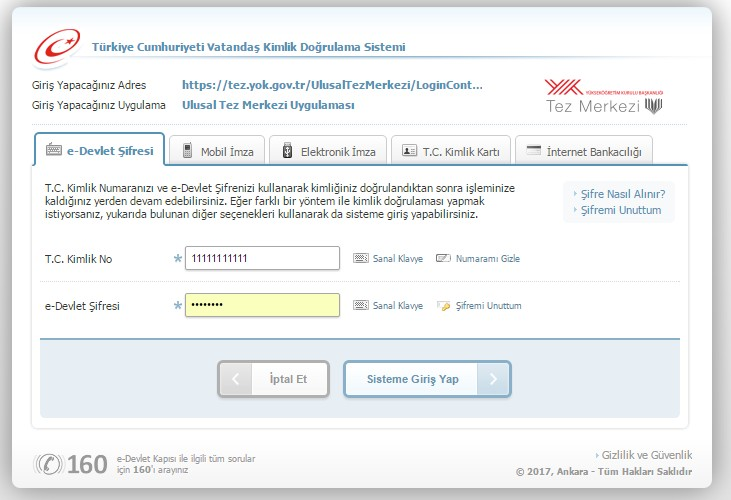 Türkiye Cumhuriyeti Vatandaş Kimlik Doğrulama Sistemi
Giriş Yapacağınız Adres https://tez.yok.gov.tr/UlusalTezMerkezi/LoginCont...
Giriş Yapacağınız Uygulama Ulusal Tez Merkezi Uygulaması
YÜKSEKÖĞRETİM KURULU BAŞKANLIĞI
Tez Merkezi
e-Devlet Şifresi Mobil İmza Elektronik İmza T.C. Kimlik Kartı İnternet Bankacılığı
T.C. Kimlik Numaranızı ve e-Devlet Şifrenizi kullanarak kimliğiniz doğrulandıktan sonra işleminize
kaldığınız yerden devam edebilirsiniz. Eğer farklı bir yöntem ile kimlik doğrulaması yapmak
istiyorsanız, yukarıda bulunan diğer seçenekleri kullanarak da sisteme giriş yapabilirsiniz.
Şifre Nasıl Alınır?
Şifremi Unuttum
T.C. Kimlik No * 11111111111 Sanal Klavye Numaramı Gizle
e-Devlet Şifresi * •••••••• Sanal Klavye Şifremi Unuttum
İptal Et Sisteme Giriş Yap
160 e-Devlet Kapısı ile ilgili tüm sorular
için 160'ı arayınız
Gizlilik ve Güvenlik
© 2017, Ankara - Tüm Hakları Saklıdır